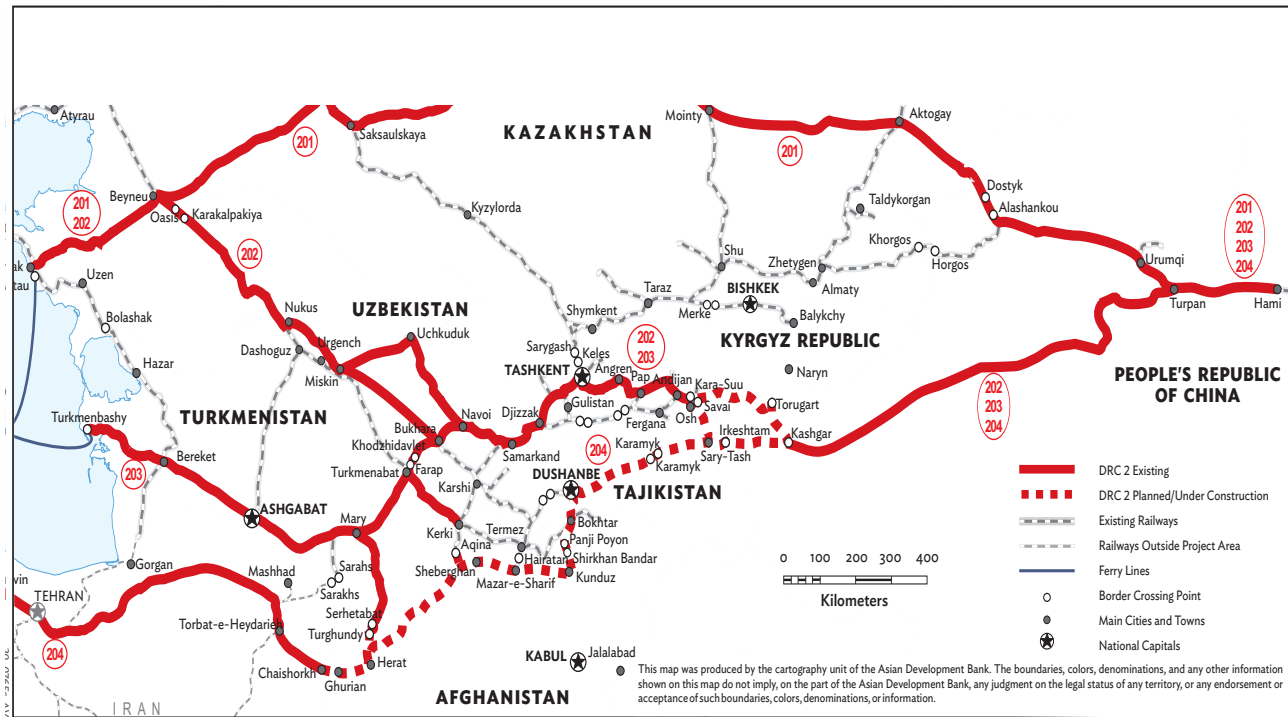 Atyrau
Saksaulskaya
KAZAKHSTAN
Mointy
Aktogay
201
201
Beyneu
201
202
Oasis
Karakalpakiya
202
Kyzylorda
Taldykorgan
Dostyk
Alashankou
201
202
203
204
Khorgos
Horgos
Shu
Zhetygen
Urumqi
Uzen
Almaty
Turpan
Hami
Taraz
BISHKEK
Merke
Balykchy
Bolashak
Nukus
UZBEKISTAN
Uchkuduk
Shymkent
KYRGYZ REPUBLIC
Dashoguz
Urgench
Miskin
Sarygash
Keles
202
203
TASHKENT
Angren
Pap
Andijan
Kara-Suu
Naryn
Hazar
PEOPLE'S REPUBLIC
OF CHINA
202
203
204
Turkmenbashy
TURKMENISTAN
Navoi
Djizzak
Gulistan
Fergana
Osh
Savai
Torugart
Bukhara
Khodzhidavlet
Samarkand
204
Karamyk
Irkeshtam
Kashgar
Bereket
203
Turkmenabat
Farap
Karshi
DUSHANBE
Karamyk
Sary-Tash
TAJIKISTAN
ASHGABAT
Mary
Kerki
Termez
Bokhtar
Panji Poyon
Aqina
Hairatan
Shirkhan Bandar
Gorgan
Mashhad
Sarahs
Sarakhs
Sheberghan
Mazar-e-Sharif
Kunduz
TEHRAN
204
Torbat-e-Heydarieh
Serhetabat
Turghundy
Chaishorkh
Ghurian
Herat
KABUL
Jalalabad
AFGHANISTAN
IRAN
DRC 2 Existing
DRC 2 Planned/Under Construction
Existing Railways
Railways Outside Project Area
Ferry Lines
Border Crossing Point
Main Cities and Towns
National Capitals
0 100 100 200 300 400
Kilometers
This map was produced by the cartography unit of the Asian Development Bank. The boundaries, colors, denominations, and any other information
shown on this map do not imply, on the part of the Asian Development Bank, any judgment on the legal status of any territory, or any endorsement or
acceptance of such boundaries, colors, denominations, or information.